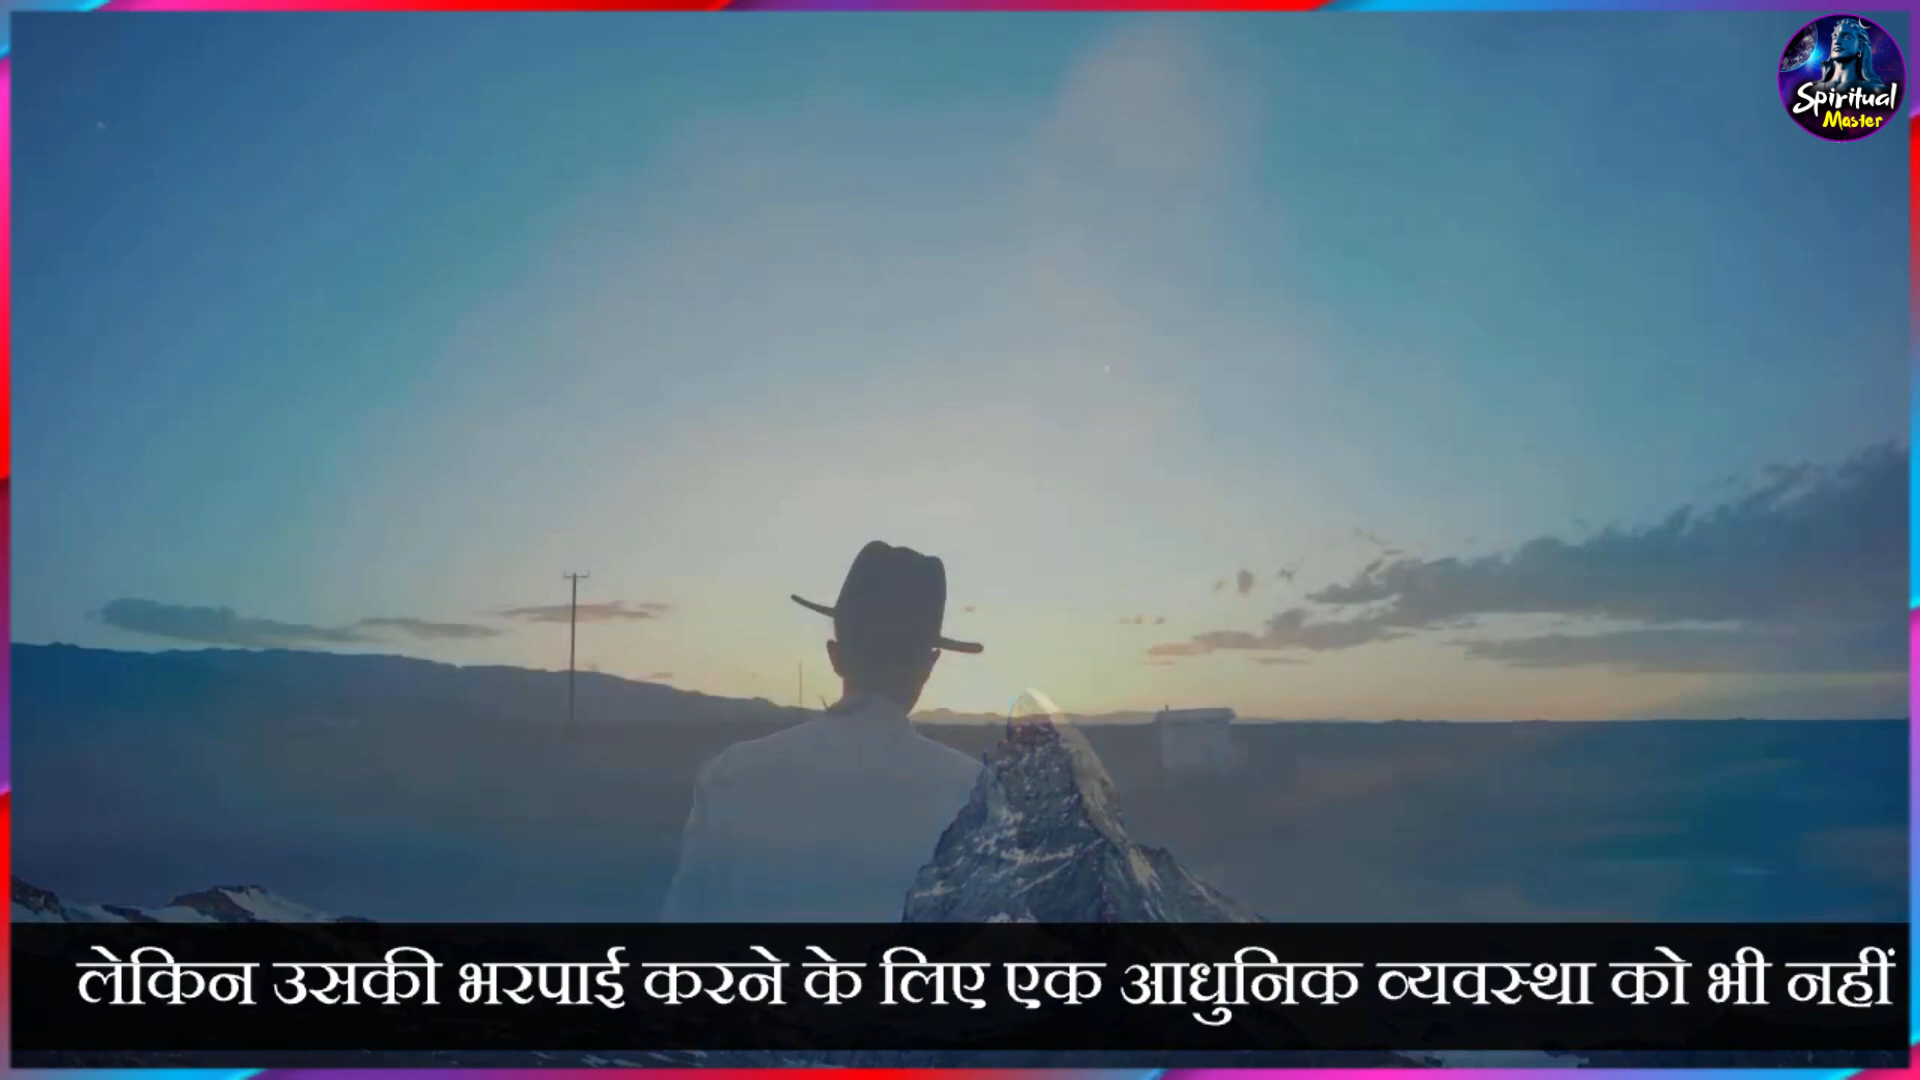 Spiritual
Master
लेकिन उसकी भरपाई करने के लिए एक आधुनिक व्यवस्था को भी नहीं